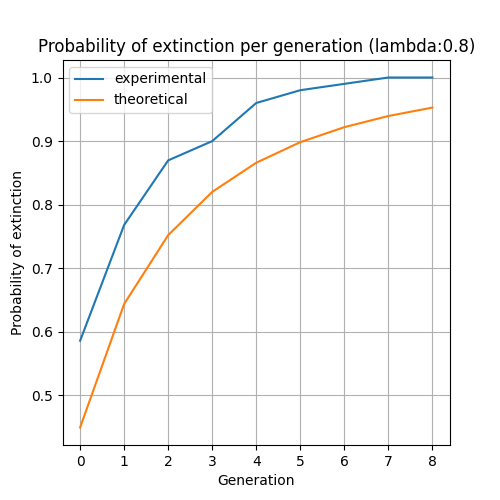 Probability of extinction per generation (lambda:0.8)
experimental
theoretical
1.0
0.9
0.8
0.7
0.6
0.5
Probability of extinction
0 1 2 3 4 5 6 7 8
Generation